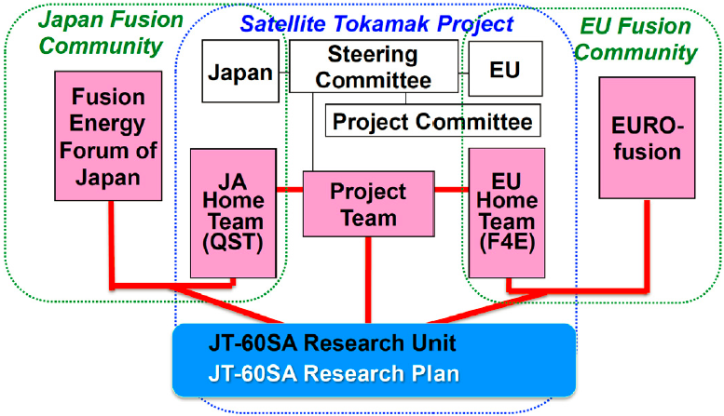 Japan Fusion
Community
Satellite Tokamak Project
EU Fusion
Community
Japan
Steering
Committee
EU
Project Committee
Fusion
Energy
Forum of
Japan
EURO-
fusion
JA
Home
Team
(QST)
Project
Team
EU
Home
Team
(F4E)
JT-60SA Research Unit
JT-60SA Research Plan